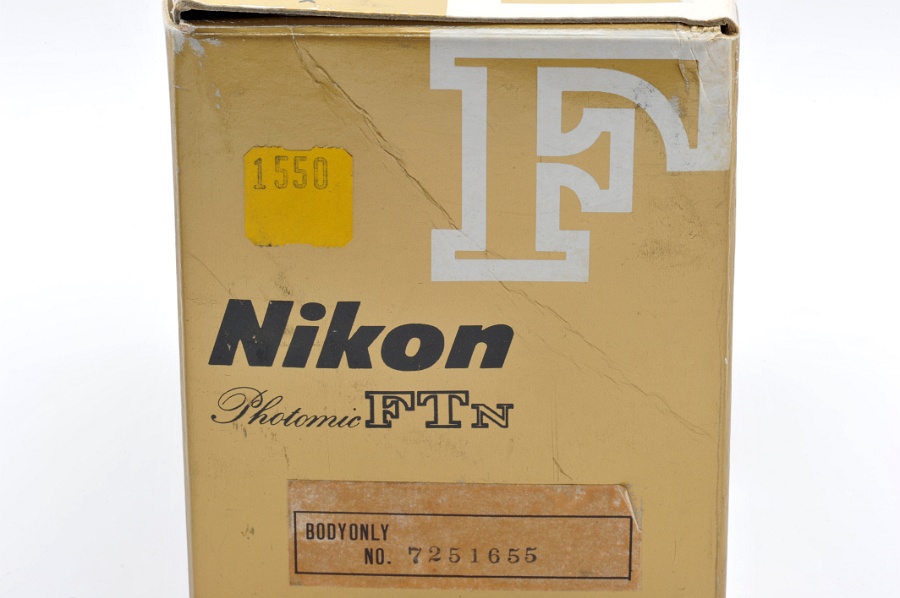 F
1550
Nikon
Photomic FTN
BODYONLY
NO. 7251655